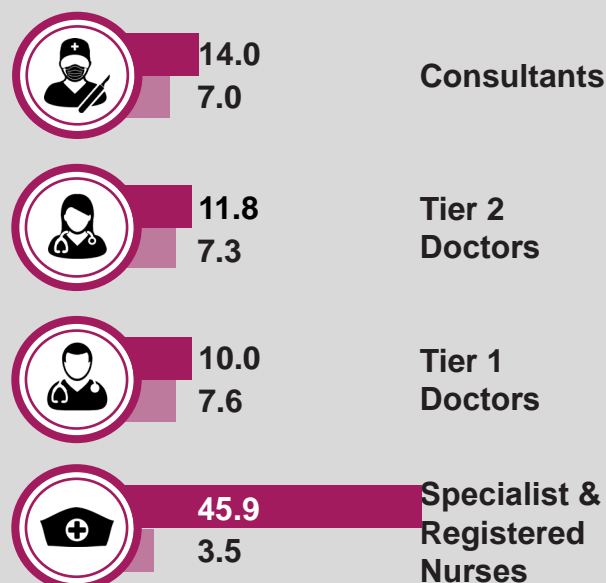 14.0
7.0
Consultants
11.8
7.3
Tier 2
Doctors
10.0
7.6
Tier 1
Doctors
45.9
3.5
Specialist &
Registered
Nurses